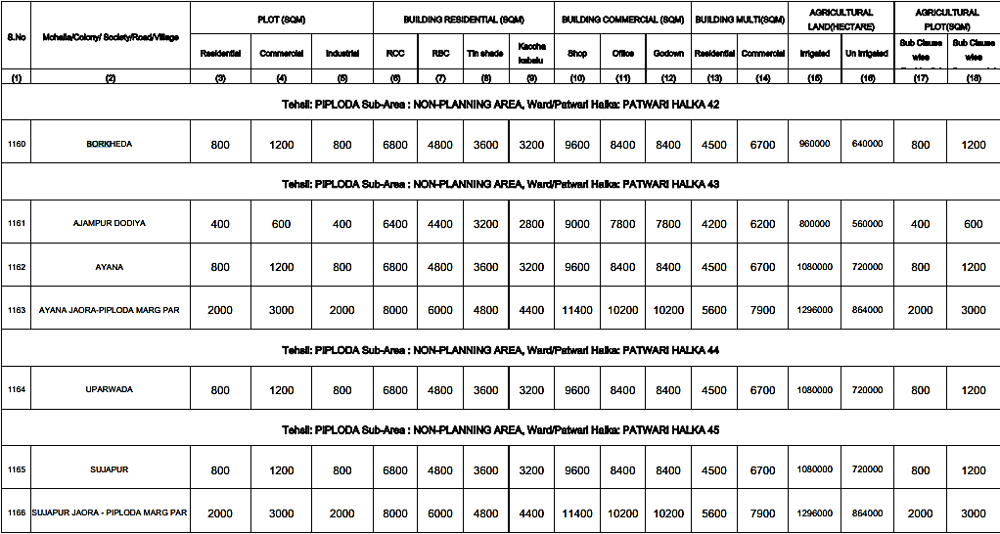 S.No Mohalla/Colony/ Society/Road/Village PLOT (SQM) BUILDING RESIDENTIAL (SQM) BUILDING COMMERCIAL (SQM) BUILDING MULTI(SQM) AGRICULTURAL LAND(HECTARE) AGRICULTURAL PLOT(SQM)
Residential Commercial Industrial RCC RBC Tin shade Kaccha kabelu Shop Office Godown Residential Commercial Irrigated Un irrigated Sub Clause wise Sub Clause wise
(1) (2) (3) (4) (5) (6) (7) (8) (9) (10) (11) (12) (13) (14) (15) (16) (17) (18)
Tehsil: PIPLODA Sub-Area : NON-PLANNING AREA, Ward/Patwari Halka: PATWARI HALKA 42
1160 BORKHEDA 800 1200 800 6800 4800 3600 3200 9600 8400 8400 4500 6700 960000 640000 800 1200
Tehsil: PIPLODA Sub-Area : NON-PLANNING AREA, Ward/Patwari Halka: PATWARI HALKA 43
1161 AJAMPUR DODIYA 400 600 400 6400 4400 3200 2800 9000 7800 7800 4200 6200 800000 560000 400 600
1162 AYANA 800 1200 800 6800 4800 3600 3200 9600 8400 8400 4500 6700 1080000 720000 800 1200
1163 AYANA JAORA-PIPLODA MARG PAR 2000 3000 2000 8000 6000 4800 4400 11400 10200 10200 5600 7900 1296000 864000 2000 3000
Tehsil: PIPLODA Sub-Area : NON-PLANNING AREA, Ward/Patwari Halka: PATWARI HALKA 44
1164 UPARWADA 800 1200 800 6800 4800 3600 3200 9600 8400 8400 4500 6700 1080000 720000 800 1200
Tehsil: PIPLODA Sub-Area : NON-PLANNING AREA, Ward/Patwari Halka: PATWARI HALKA 45
1165 SUJAPUR 800 1200 800 6800 4800 3600 3200 9600 8400 8400 4500 6700 1080000 720000 800 1200
1166 SUJAPUR JAORA - PIPLODA MARG PAR 2000 3000 2000 8000 6000 4800 4400 11400 10200 10200 5600 7900 1296000 864000 2000 3000